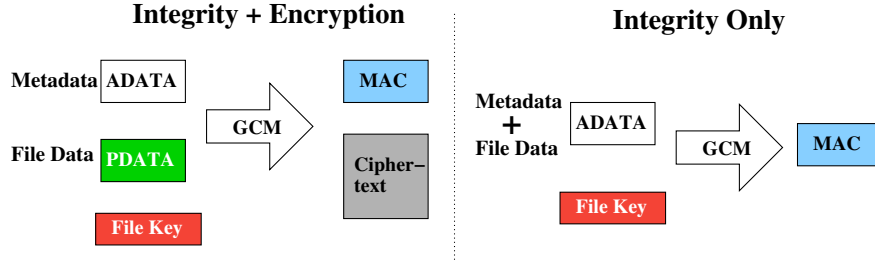 Integrity + Encryption
Metadata ADATA
GCM
MAC
File Data PDATA
Cipher-
text
File Key
Integrity Only
Metadata
+
File Data
ADATA
GCM
MAC
File Key